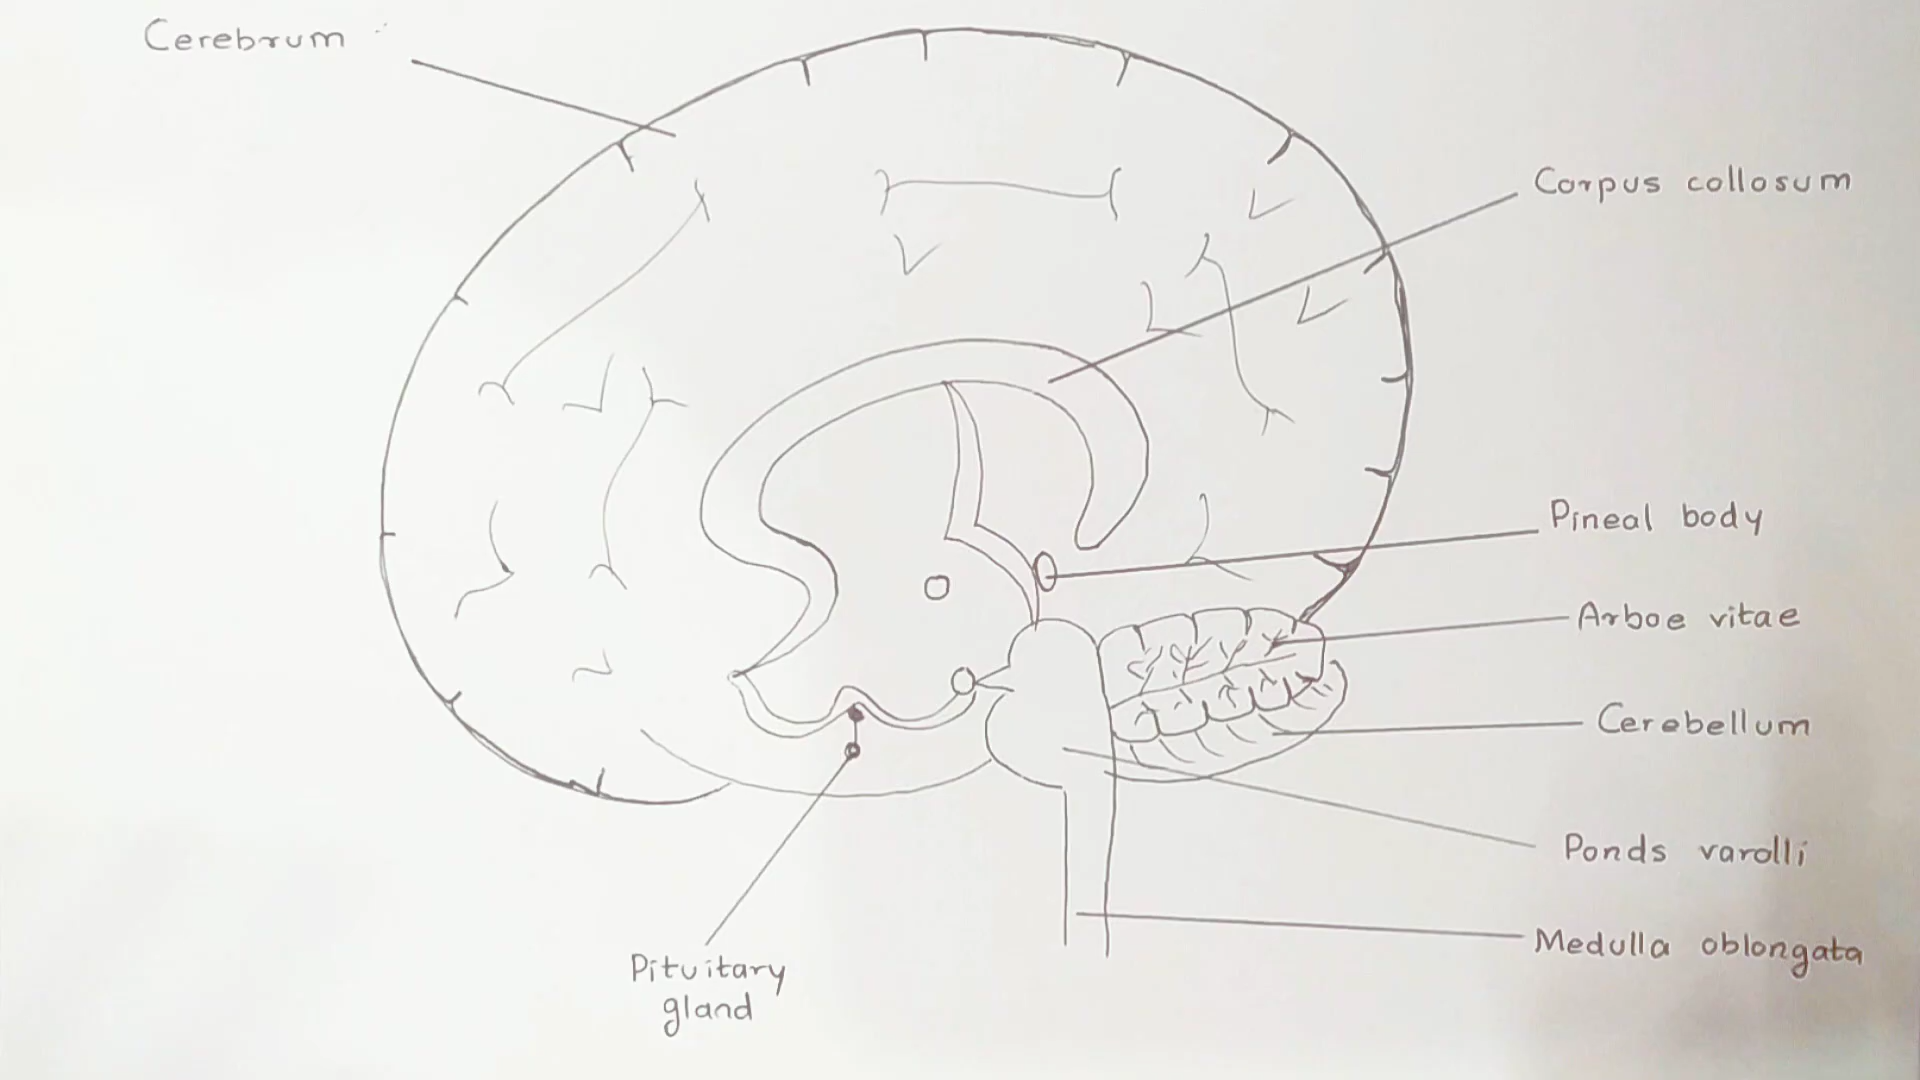 Cerebrum
Corpus collosum
Pineal body
Arboe vitae
Cerebellum
Ponds varolli
Medulla oblongata
Pituitary
gland